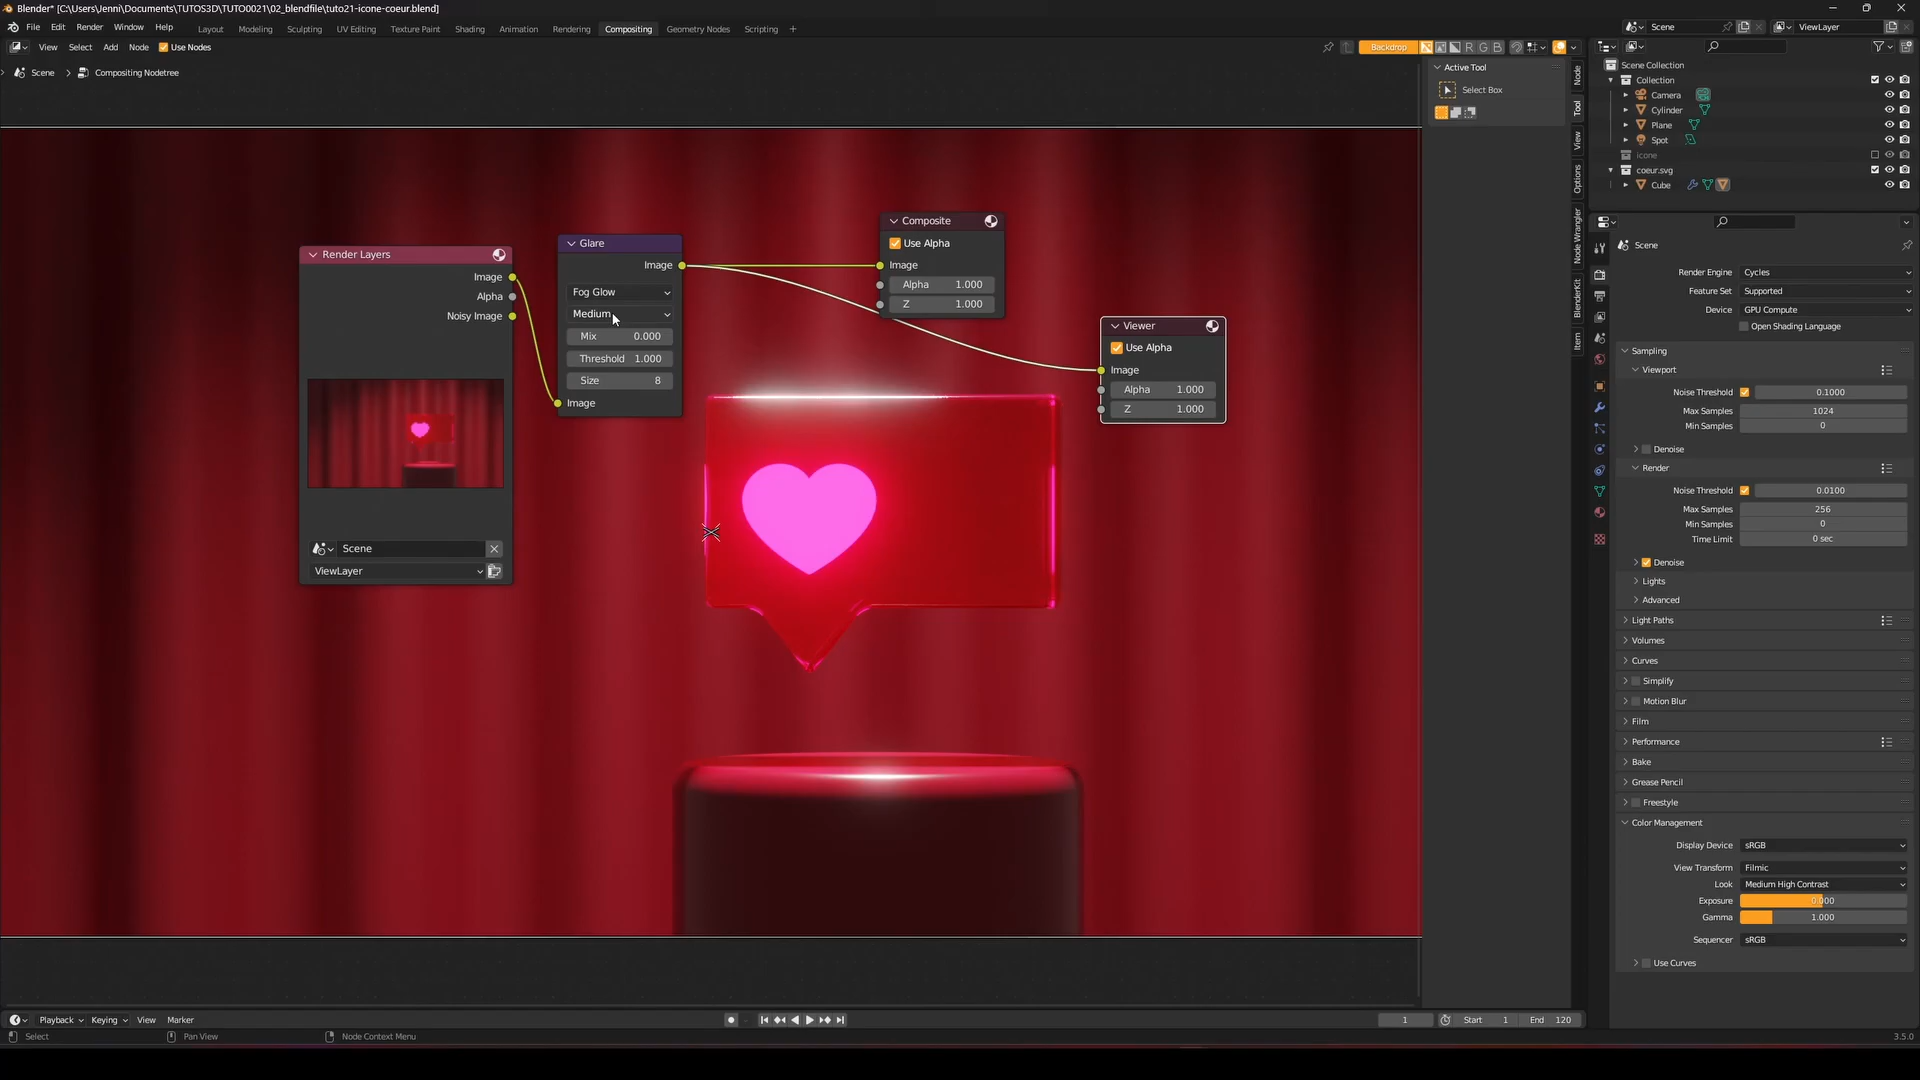 Blender* [C:\Users\Jenni\Documents\TUTOS3D\TUTO0021\02_blendfile\tuto21-icone-coeur.blend]
File Edit Render Window Help
Layout Modeling Sculpting UV Editing Texture Paint Shading Animation Rendering Compositing Geometry Nodes Scripting +
Scene
ViewLayer
View Select Add Node Use Nodes
Backdrop R G B
Scene > Compositing Nodetree
Active Tool
Select Box
Node
Tool
View
Options
Node Wrangler
BlenderKit
Item
Render Layers
Image
Alpha
Noisy Image
Scene
ViewLayer
Glare
Image
Fog Glow
Medium
Mix 0.000
Threshold 1.000
Size 8
Image
Composite
Use Alpha
Image
Alpha 1.000
Z 1.000
Viewer
Use Alpha
Image
Alpha 1.000
Z 1.000
Scene Collection
Collection
Camera
Cylinder
Plane
Spot
icone
coeur.svg
Cube
Scene
Render Engine Cycles
Feature Set Supported
Device GPU Compute
Open Shading Language
Sampling
Viewport
Noise Threshold 0.1000
Max Samples 1024
Min Samples 0
Denoise
Render
Noise Threshold 0.0100
Max Samples 256
Min Samples 0
Time Limit 0 sec
Denoise
Lights
Advanced
Light Paths
Volumes
Curves
Simplify
Motion Blur
Film
Performance
Bake
Grease Pencil
Freestyle
Color Management
Display Device sRGB
View Transform Filmic
Look Medium High Contrast
Exposure 0.000
Gamma 1.000
Sequencer sRGB
Use Curves
Playback Keying View Marker
1 Start 1 End 120
Select Pan View Node Context Menu
3.5.0